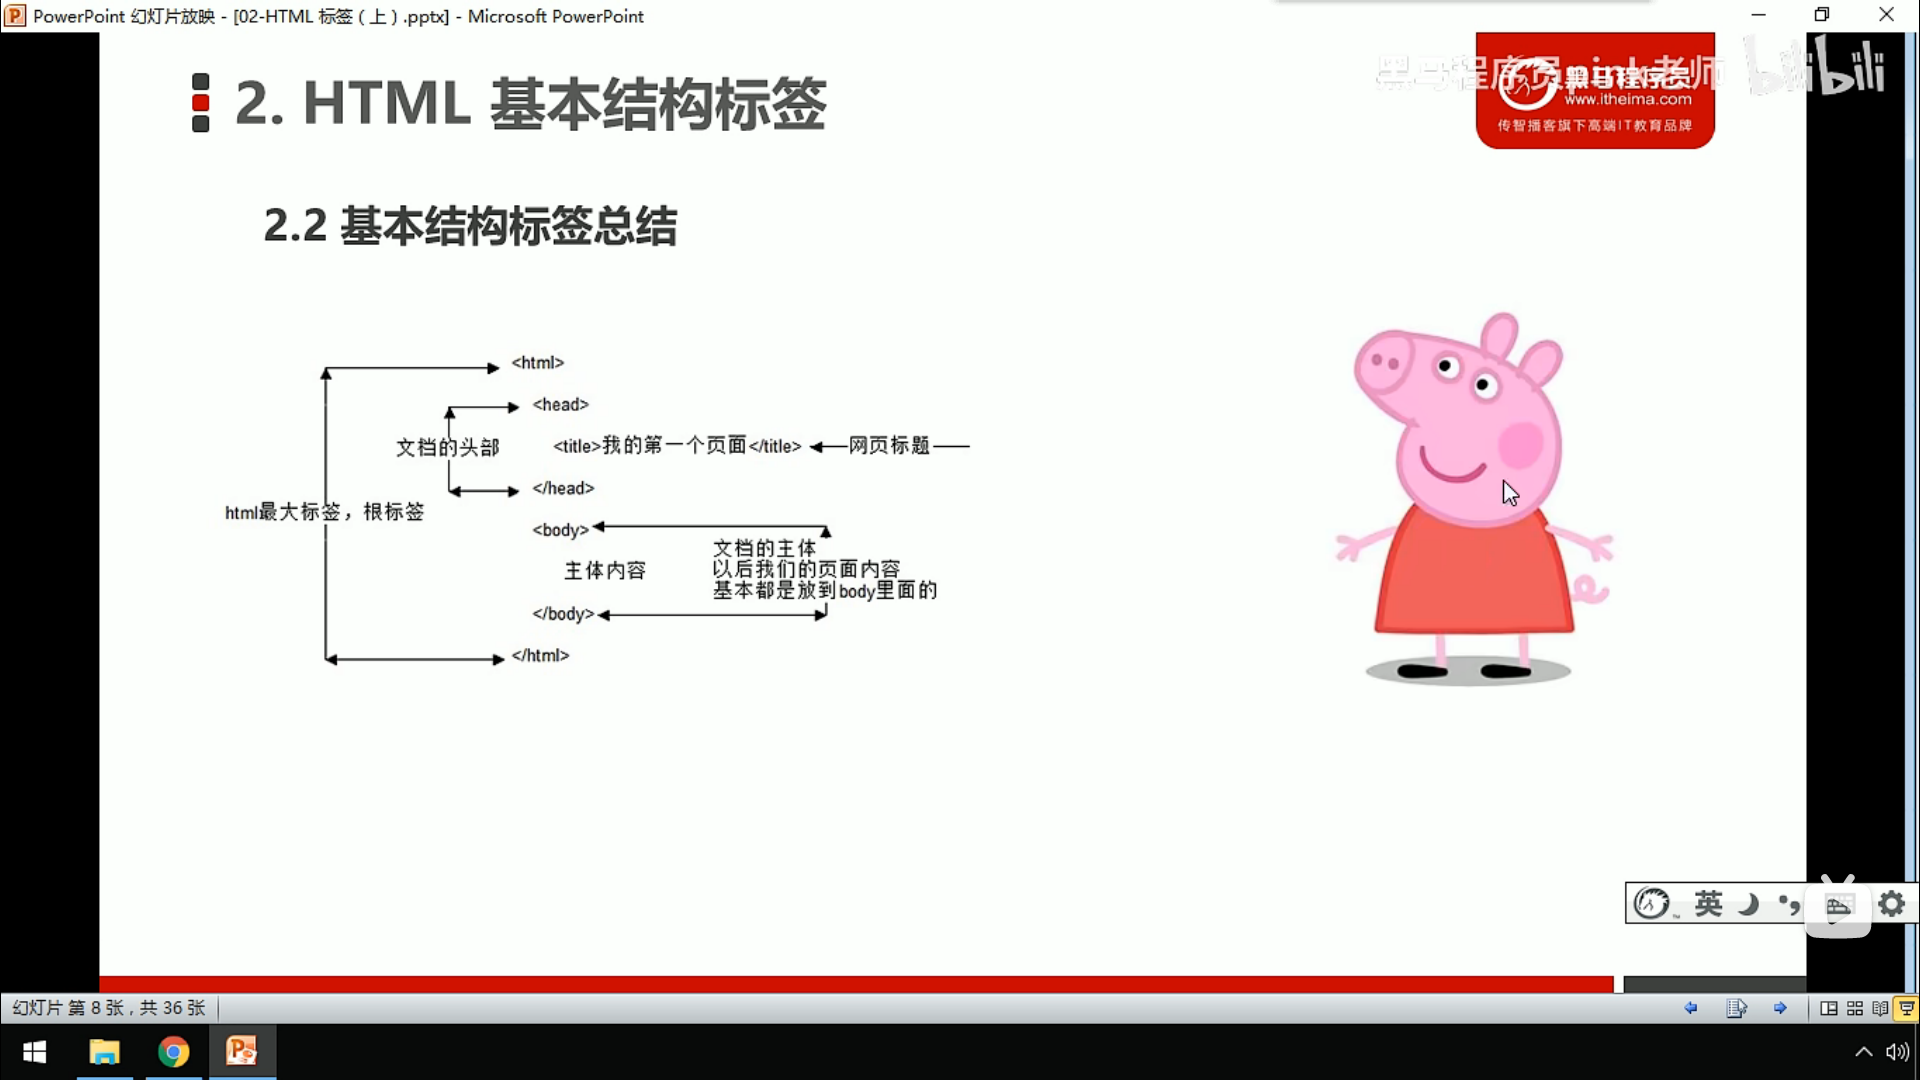 PowerPoint 幻灯片放映 - [02-HTML 标签（上）.pptx] - Microsoft PowerPoint
黑马程序员pink老师
bilibili
黑马程序员
www.itheima.com
传智播客旗下高端IT教育品牌
2. HTML 基本结构标签
2.2 基本结构标签总结
<html>
<head>
文档的头部
<title>我的第一个页面</title>
网页标题
</head>
html最大标签，根标签
<body>
文档的主体
主体内容
以后我们的页面内容
基本都是放到body里面的
</body>
</html>
英
幻灯片 第 8 张，共 36 张